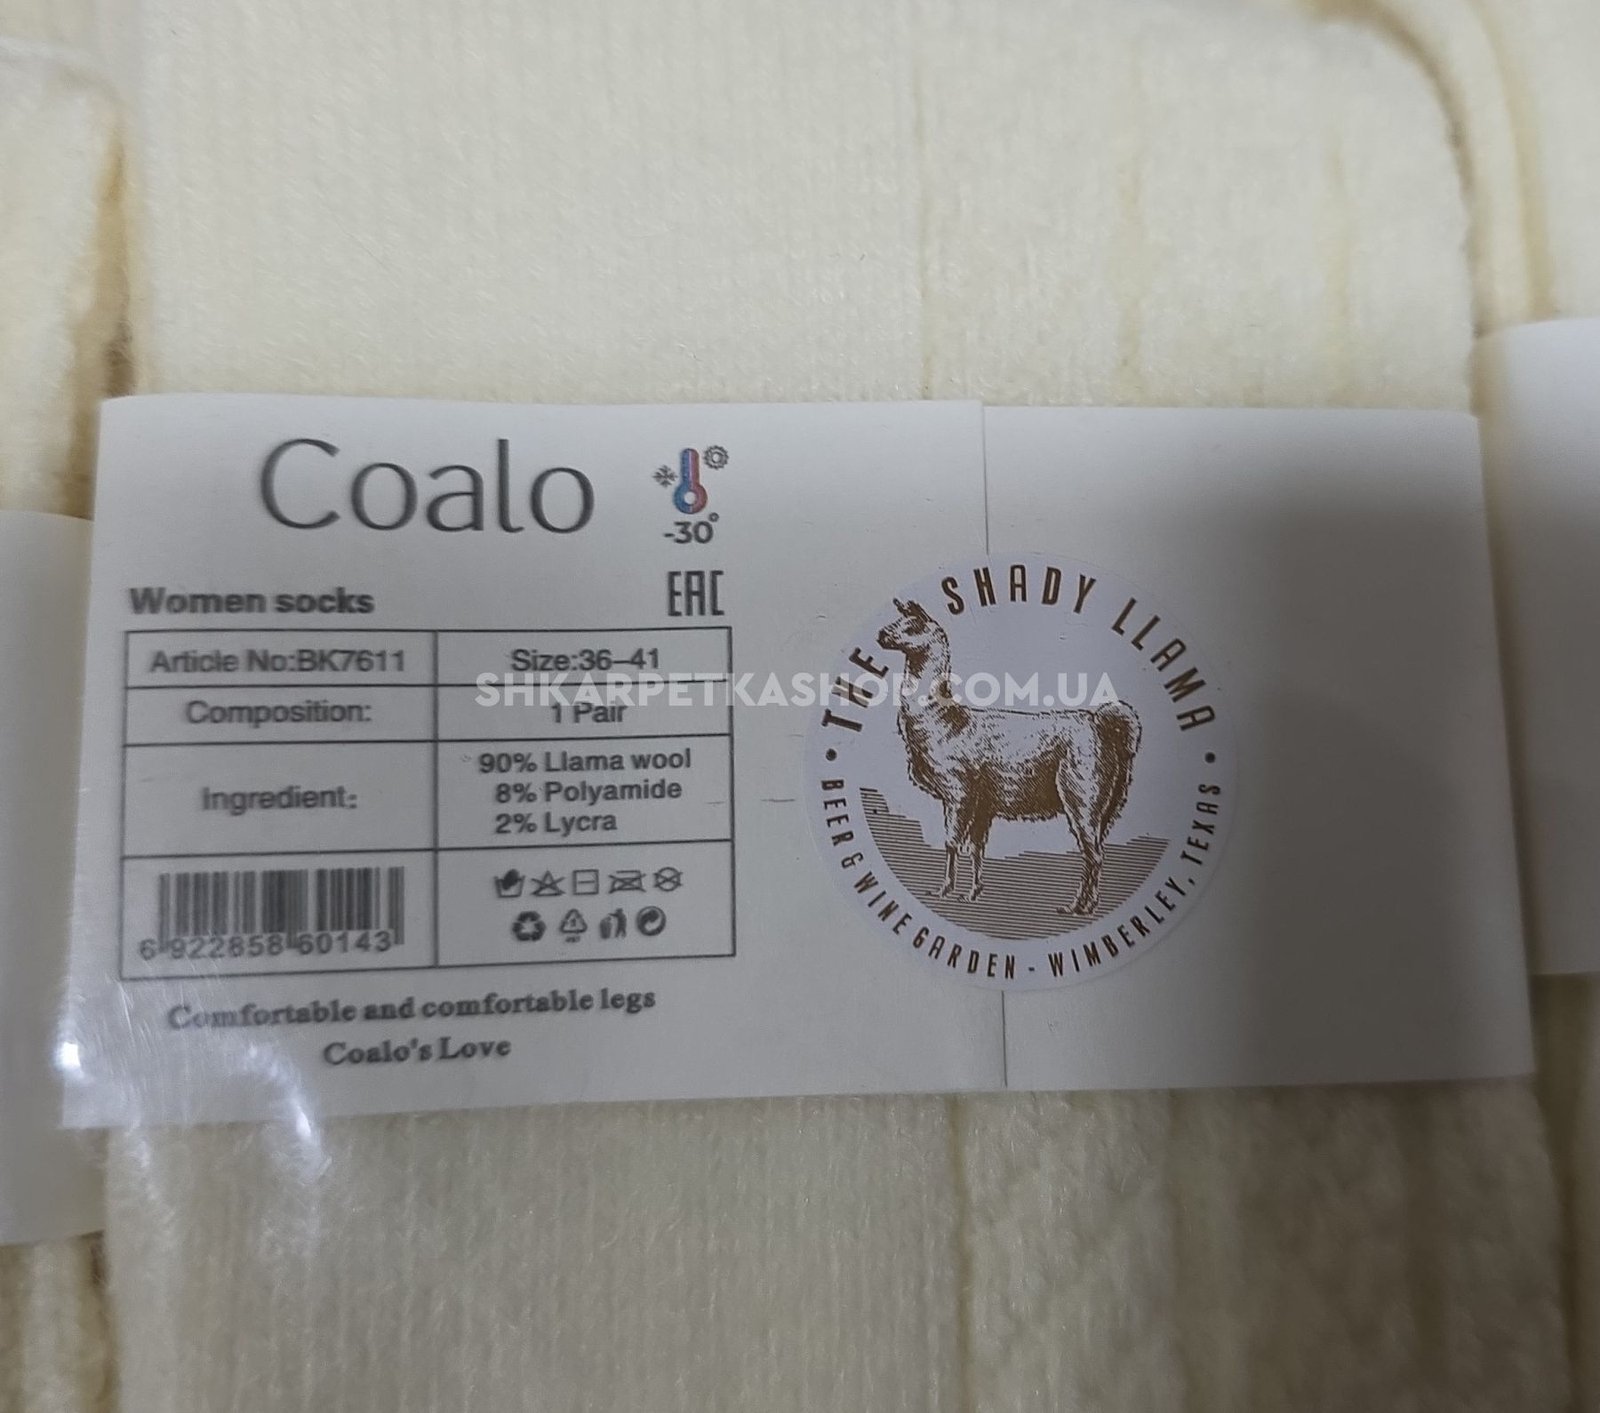 Coalo
-30°
Women socks
EAC
Article No:BK7611
Size:36–41
Composition:
1 Pair
Ingredient:
90% Llama wool
8% Polyamide
2% Lycra
6 922858 60143
Comfortable and comfortable legs
Coalo's Love
THE SHADY LLAMA
• BEER & WINE GARDEN - WIMBERLEY, TEXAS •
SHKARPETKASHOP.COM.UA